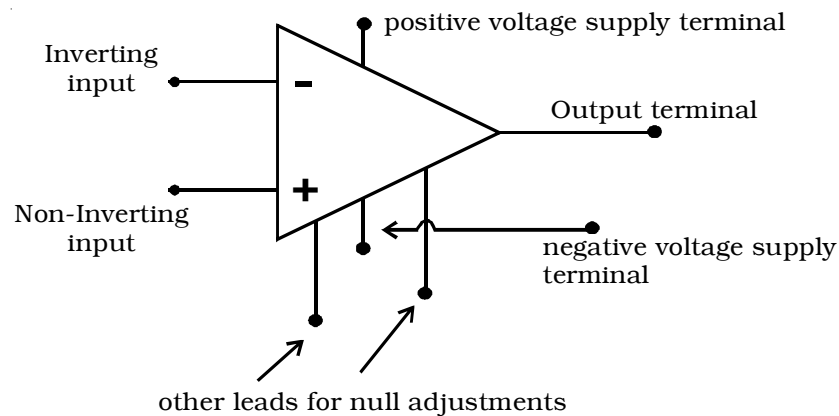 positive voltage supply terminal
Inverting
input
-
Output terminal
+
Non-Inverting
input
negative voltage supply
terminal
other leads for null adjustments